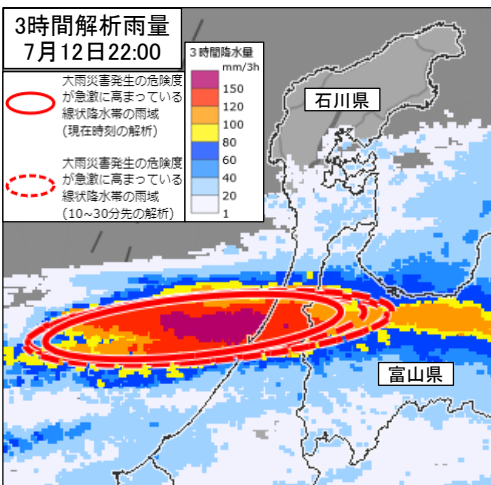 3時間解析雨量
7月12日22:00
大雨災害発生の危険度
が急激に高まっている
線状降水帯の雨域
(現在時刻の解析)
大雨災害発生の危険度
が急激に高まっている
線状降水帯の雨域
(10~30分先の解析)
3時間降水量
mm/3h
150
120
100
80
60
40
20
1
石川県
富山県